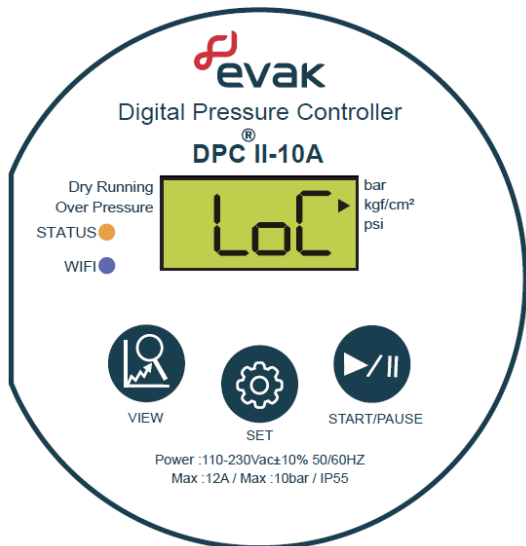 evak
Digital Pressure Controller
®
DPC II-10A
Dry Running
Over Pressure
STATUS
WIFI
LoC
bar
kgf/cm²
psi
VIEW
SET
START/PAUSE
Power :110-230Vac±10% 50/60HZ
Max :12A / Max :10bar / IP55